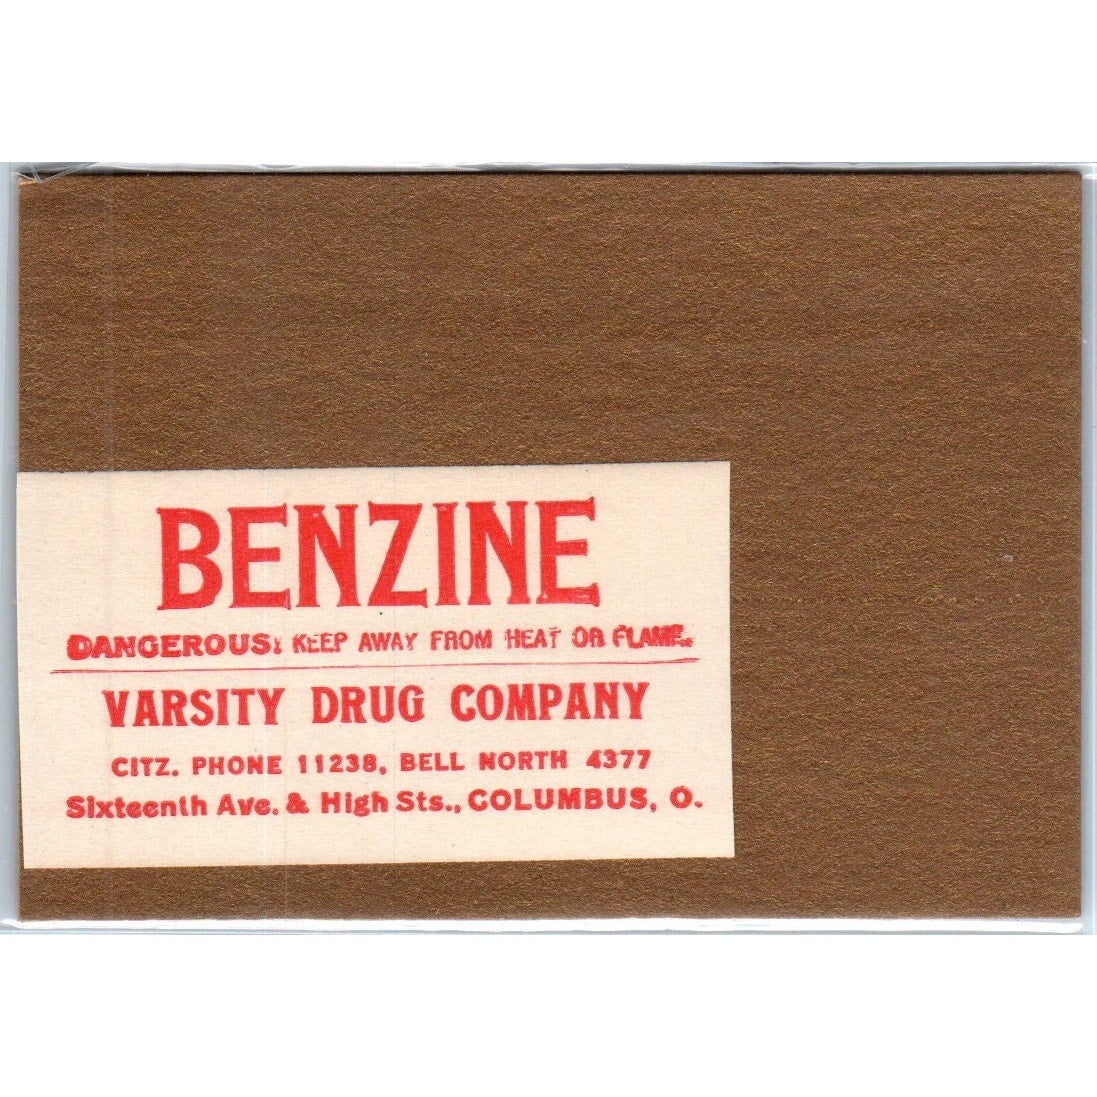 BENZINE
DANGEROUS: KEEP AWAY FROM HEAT OR FLAME.
VARSITY DRUG COMPANY
CITZ. PHONE 11238, BELL NORTH 4377
Sixteenth Ave. & High Sts., COLUMBUS, O.